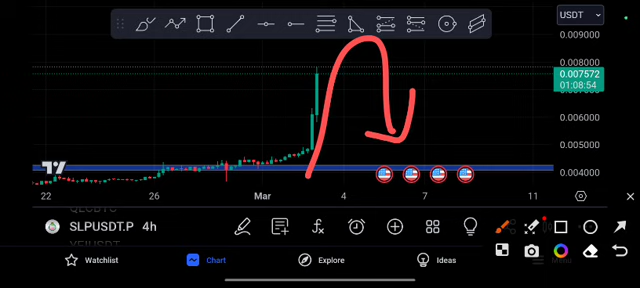 USDT
0.009000
0.008000
0.007572
01:08:54
0.006000
0.005000
0.004000
22 26 Mar 4 7 11
SLPUSDT.P 4h
Watchlist
Chart
Explore
Ideas
Menu